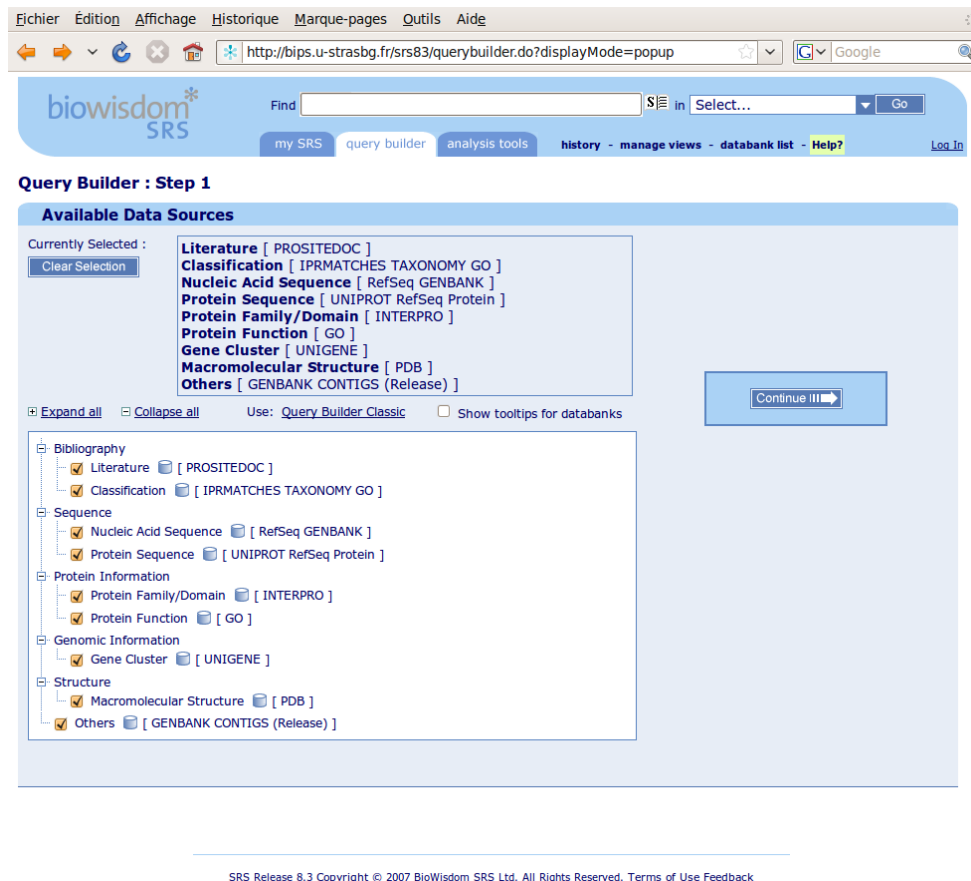 Fichier Édition Affichage Historique Marque-pages Outils Aide
http://bips.u-strasbg.fr/srs83/querybuilder.do?displayMode=popup G Google
biowisdom* SRS
Find S in Select... Go
my SRS query builder analysis tools history - manage views - databank list - Help? Log In
Query Builder : Step 1
Available Data Sources
Currently Selected :
Clear Selection
Literature [ PROSITEDOC ]
Classification [ IPRMATCHES TAXONOMY GO ]
Nucleic Acid Sequence [ RefSeq GENBANK ]
Protein Sequence [ UNIPROT RefSeq Protein ]
Protein Family/Domain [ INTERPRO ]
Protein Function [ GO ]
Gene Cluster [ UNIGENE ]
Macromolecular Structure [ PDB ]
Others [ GENBANK CONTIGS (Release) ]
Continue
Expand all Collapse all Use: Query Builder Classic Show tooltips for databanks
Bibliography
Literature [ PROSITEDOC ]
Classification [ IPRMATCHES TAXONOMY GO ]
Sequence
Nucleic Acid Sequence [ RefSeq GENBANK ]
Protein Sequence [ UNIPROT RefSeq Protein ]
Protein Information
Protein Family/Domain [ INTERPRO ]
Protein Function [ GO ]
Genomic Information
Gene Cluster [ UNIGENE ]
Structure
Macromolecular Structure [ PDB ]
Others [ GENBANK CONTIGS (Release) ]
SRS Release 8.3 Copyright © 2007 BioWisdom SRS Ltd. All Rights Reserved. Terms of Use Feedback